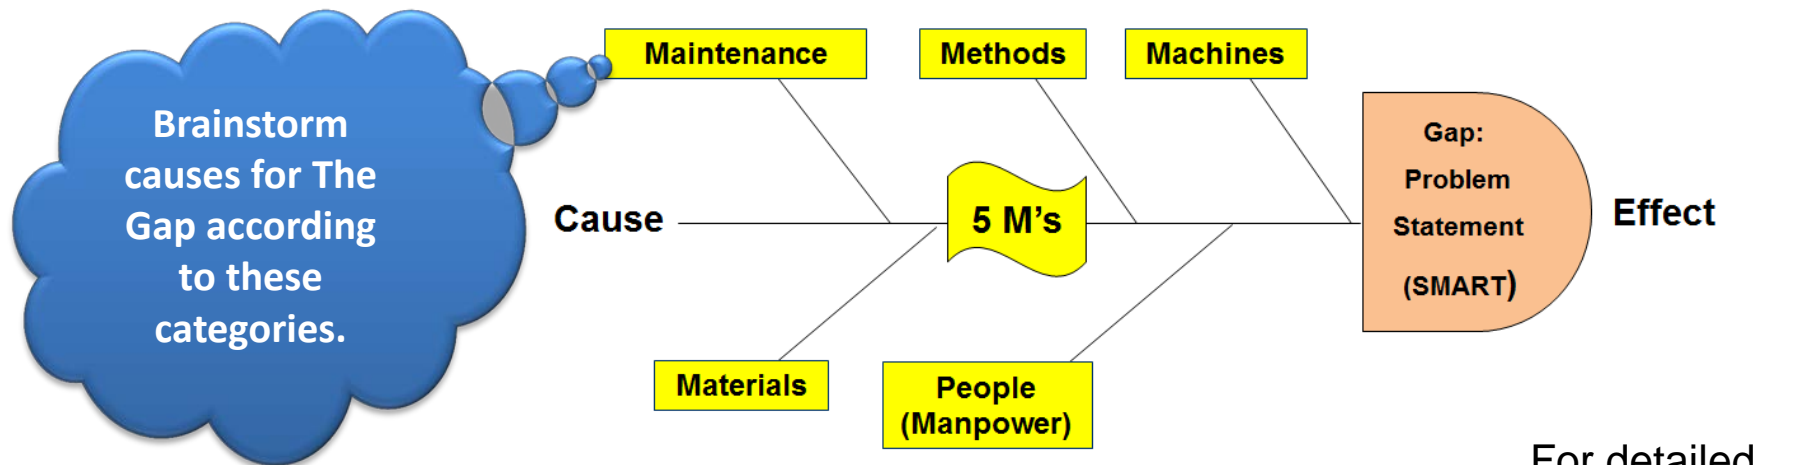 Brainstorm
causes for The
Gap according
to these
categories.
Maintenance
Methods
Machines
Cause
5 M's
Gap:
Problem
Statement
(SMART)
Effect
Materials
People
(Manpower)
For detailed